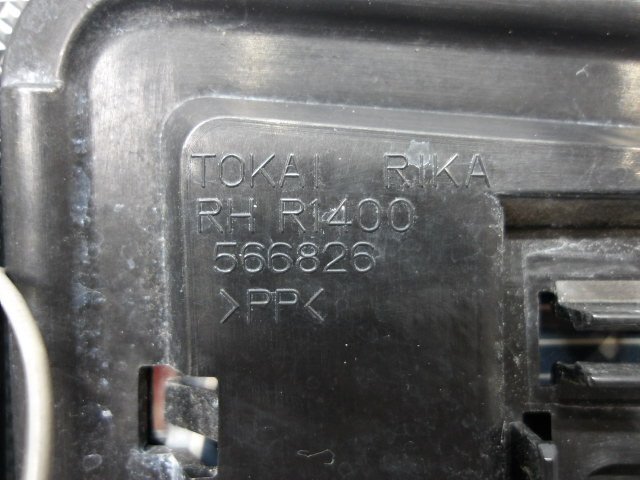 TOKAI RIKA
RH R1400
566826
>PP<